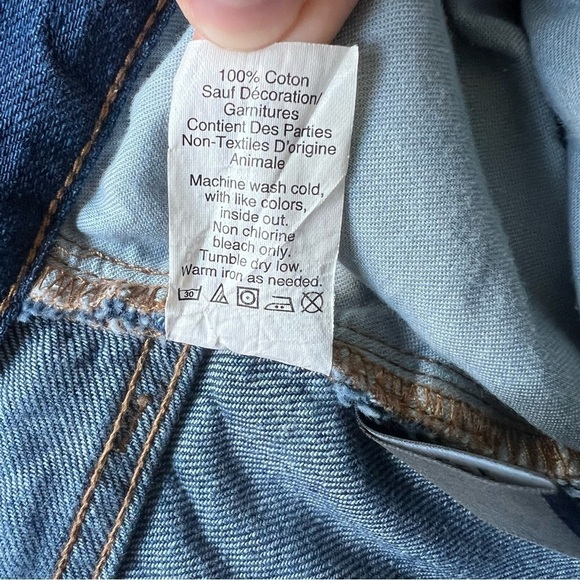 100% Coton
Sauf Décoration/
Garnitures
Contient Des Parties
Non-Textiles D'origine
Animale
Machine wash cold,
with like colors,
inside out.
Non chlorine
bleach only.
Tumble dry low.
Warm iron as needed.
30